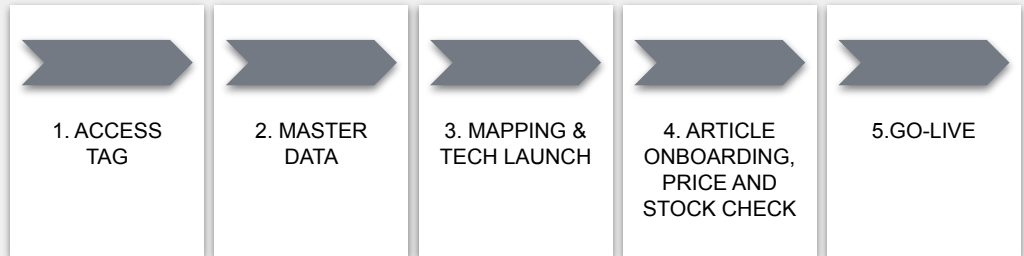 1. ACCESS
TAG
2. MASTER
DATA
3. MAPPING &
TECH LAUNCH
4. ARTICLE
ONBOARDING,
PRICE AND
STOCK CHECK
5.GO-LIVE